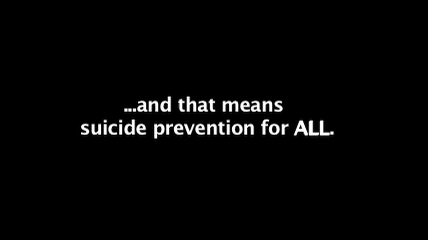 ...and that means
suicide prevention for ALL.